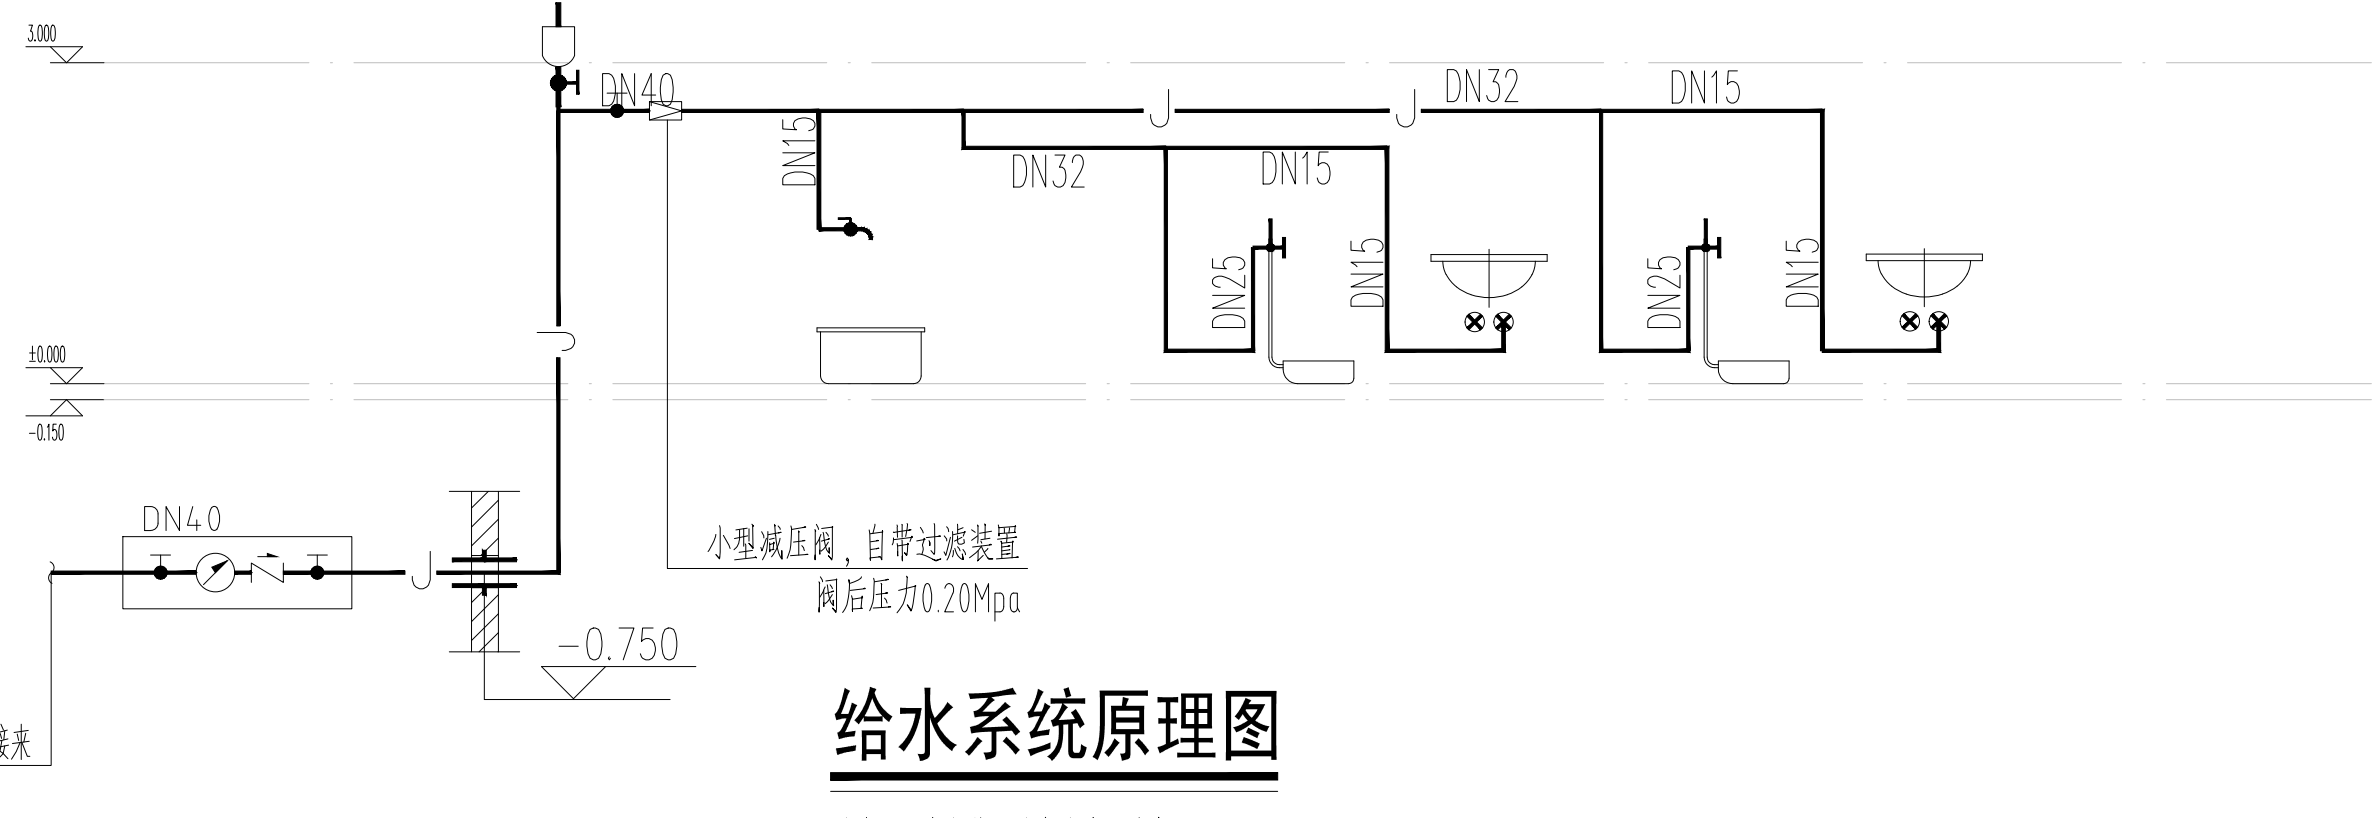 3.000
DN40
DN32
DN15
J
J
DN15
DN32
DN15
DN25
DN15
DN25
DN15
J
±0.000
-0.150
DN40
J
小型减压阀，自带过滤装置
阀后压力0.20Mpa
-0.750
接来
给水系统原理图